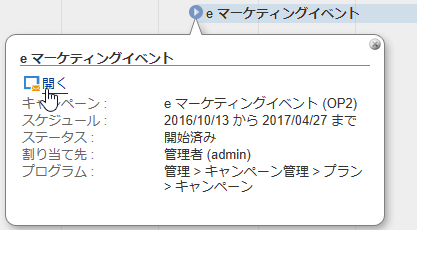 e マーケティングイベント
e マーケティングイベント
開く
キャンペーン : e マーケティングイベント (OP2)
スケジュール : 2016/10/13 から 2017/04/27 まで
ステータス : 開始済み
割り当て先 : 管理者 (admin)
プログラム : 管理 > キャンペーン管理 > プラン
> キャンペーン